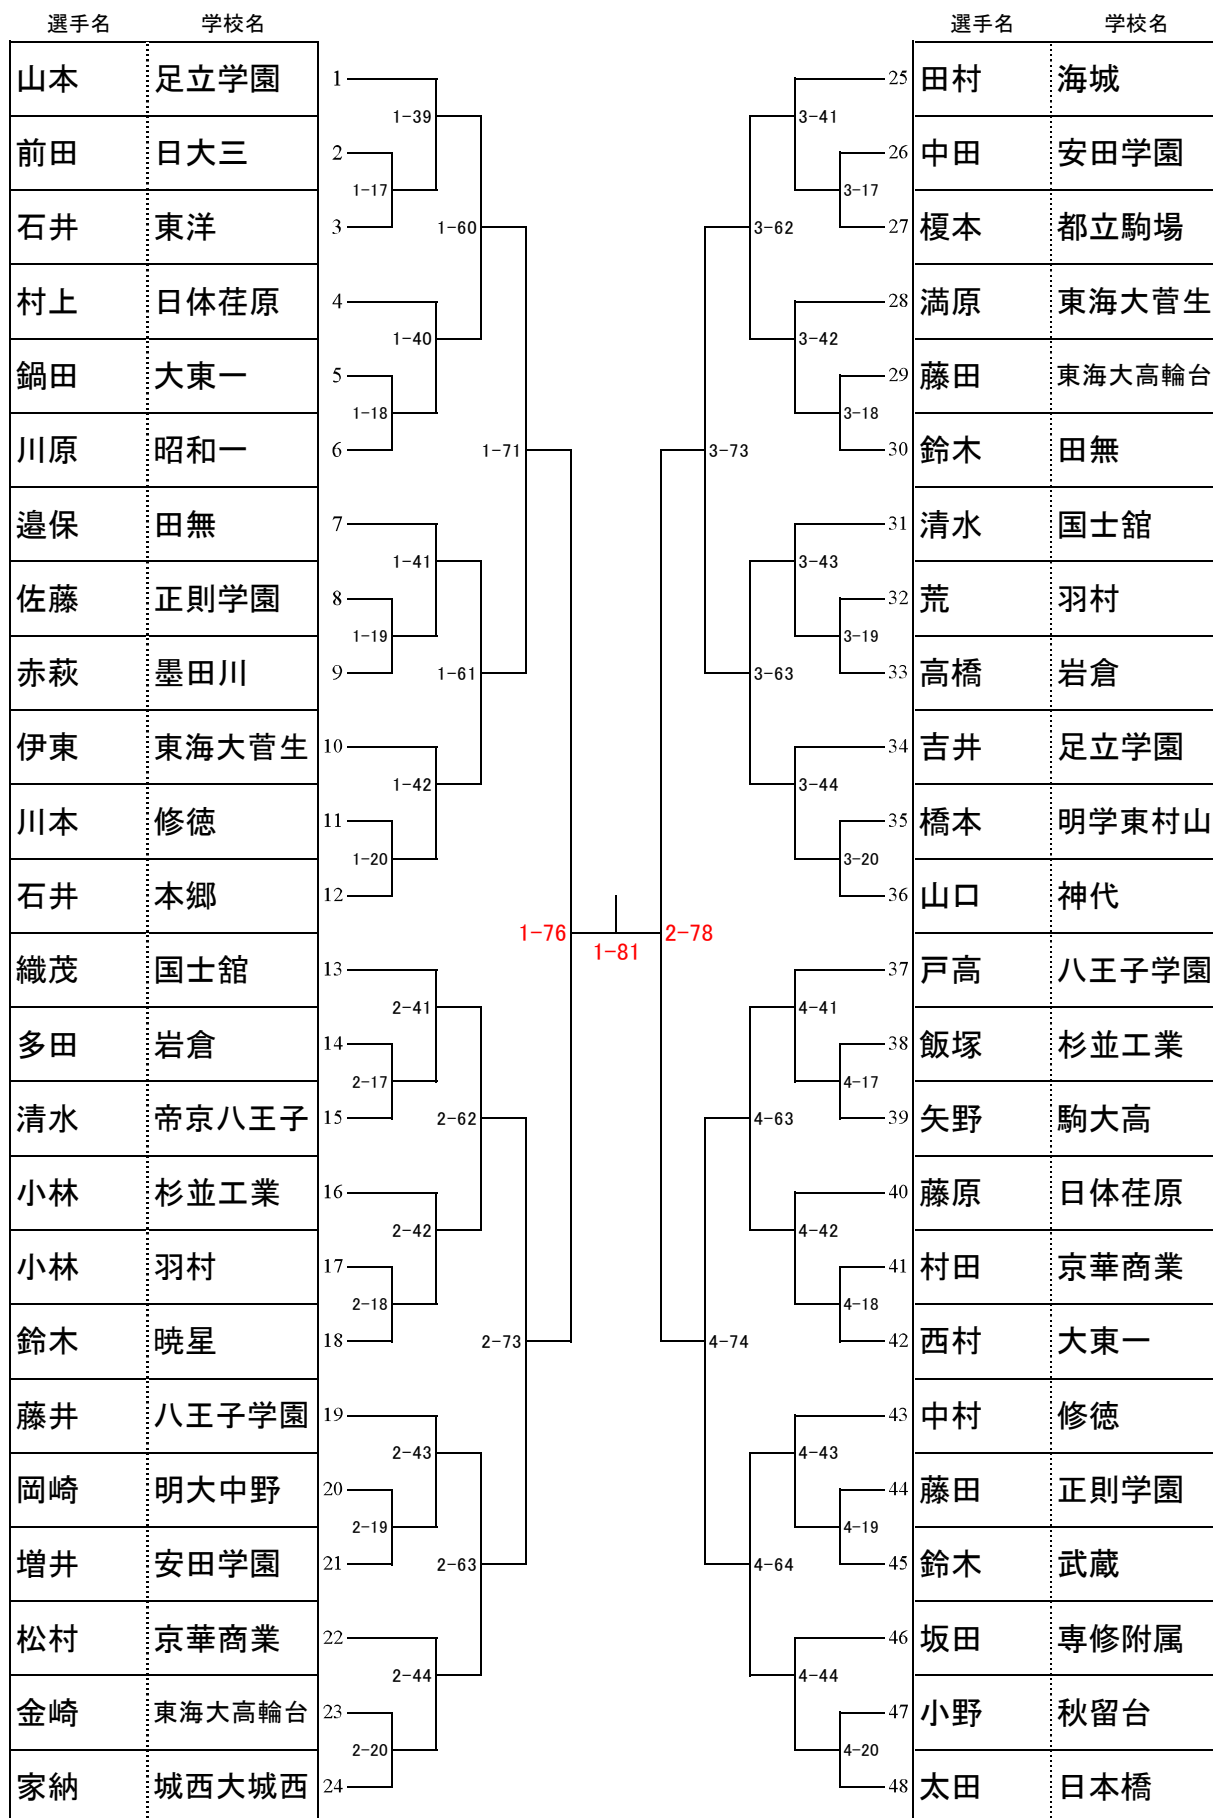 選手名 学校名 選手名 学校名
山本 足立学園 1 25 田村 海城
1-39 3-41
前田 日大三 2 26 中田 安田学園
1-17 3-17
石井 東洋 3 1-60 3-62 27 榎本 都立駒場
村上 日体荏原 4 28 満原 東海大菅生
1-40 3-42
鍋田 大東一 5 29 藤田 東海大高輪台
1-18 3-18
川原 昭和一 6 1-71 3-73 30 鈴木 田無
邉保 田無 7 31 清水 国士舘
1-41 3-43
佐藤 正則学園 8 32 荒 羽村
1-19 3-19
赤萩 墨田川 9 1-61 3-63 33 高橋 岩倉
伊東 東海大菅生 10 34 吉井 足立学園
1-42 3-44
川本 修徳 11 35 橋本 明学東村山
1-20 3-20
石井 本郷 12 36 山口 神代
1-76 1-81 2-78
織茂 国士舘 13 37 戸高 八王子学園
2-41 4-41
多田 岩倉 14 38 飯塚 杉並工業
2-17 4-17
清水 帝京八王子 15 2-62 4-63 39 矢野 駒大高
小林 杉並工業 16 40 藤原 日体荏原
2-42 4-42
小林 羽村 17 41 村田 京華商業
2-18 4-18
鈴木 暁星 18 2-73 4-74 42 西村 大東一
藤井 八王子学園 19 43 中村 修徳
2-43 4-43
岡崎 明大中野 20 44 藤田 正則学園
2-19 4-19
増井 安田学園 21 2-63 4-64 45 鈴木 武蔵
松村 京華商業 22 46 坂田 専修附属
2-44 4-44
金崎 東海大高輪台 23 47 小野 秋留台
2-20 4-20
家納 城西大城西 24 48 太田 日本橋